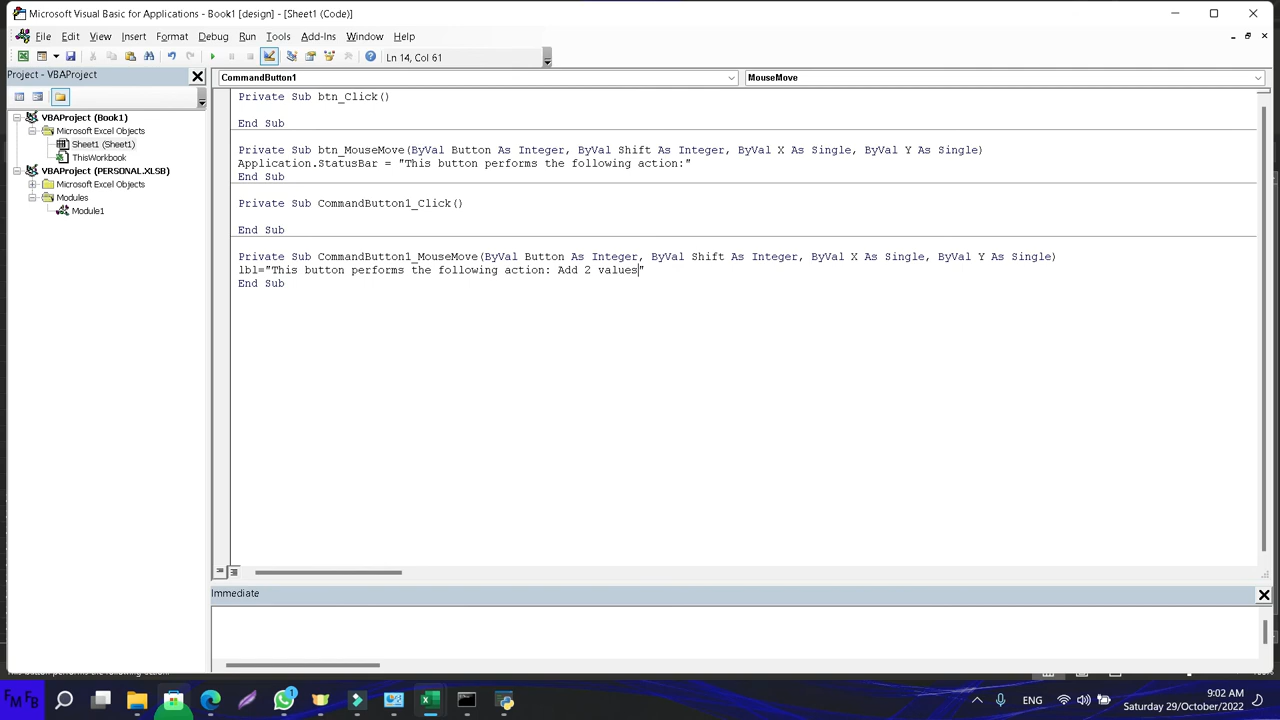 Microsoft Visual Basic for Applications - Book1 [design] - [Sheet1 (Code)]
File Edit View Insert Format Debug Run Tools Add-Ins Window Help
Ln 14, Col 61
Project - VBAProject
CommandButton1
MouseMove
VBAProject (Book1)
Microsoft Excel Objects
Sheet1 (Sheet1)
ThisWorkbook
VBAProject (PERSONAL.XLSB)
Microsoft Excel Objects
Modules
Module1
Private Sub btn_Click()
End Sub
Private Sub btn_MouseMove(ByVal Button As Integer, ByVal Shift As Integer, ByVal X As Single, ByVal Y As Single)
Application.StatusBar = "This button performs the following action:"
End Sub
Private Sub CommandButton1_Click()
End Sub
Private Sub CommandButton1_MouseMove(ByVal Button As Integer, ByVal Shift As Integer, ByVal X As Single, ByVal Y As Single)
lbl="This button performs the following action: Add 2 values"
End Sub
Immediate
FM FB
1
ENG
9:02 AM
Saturday 29/October/2022